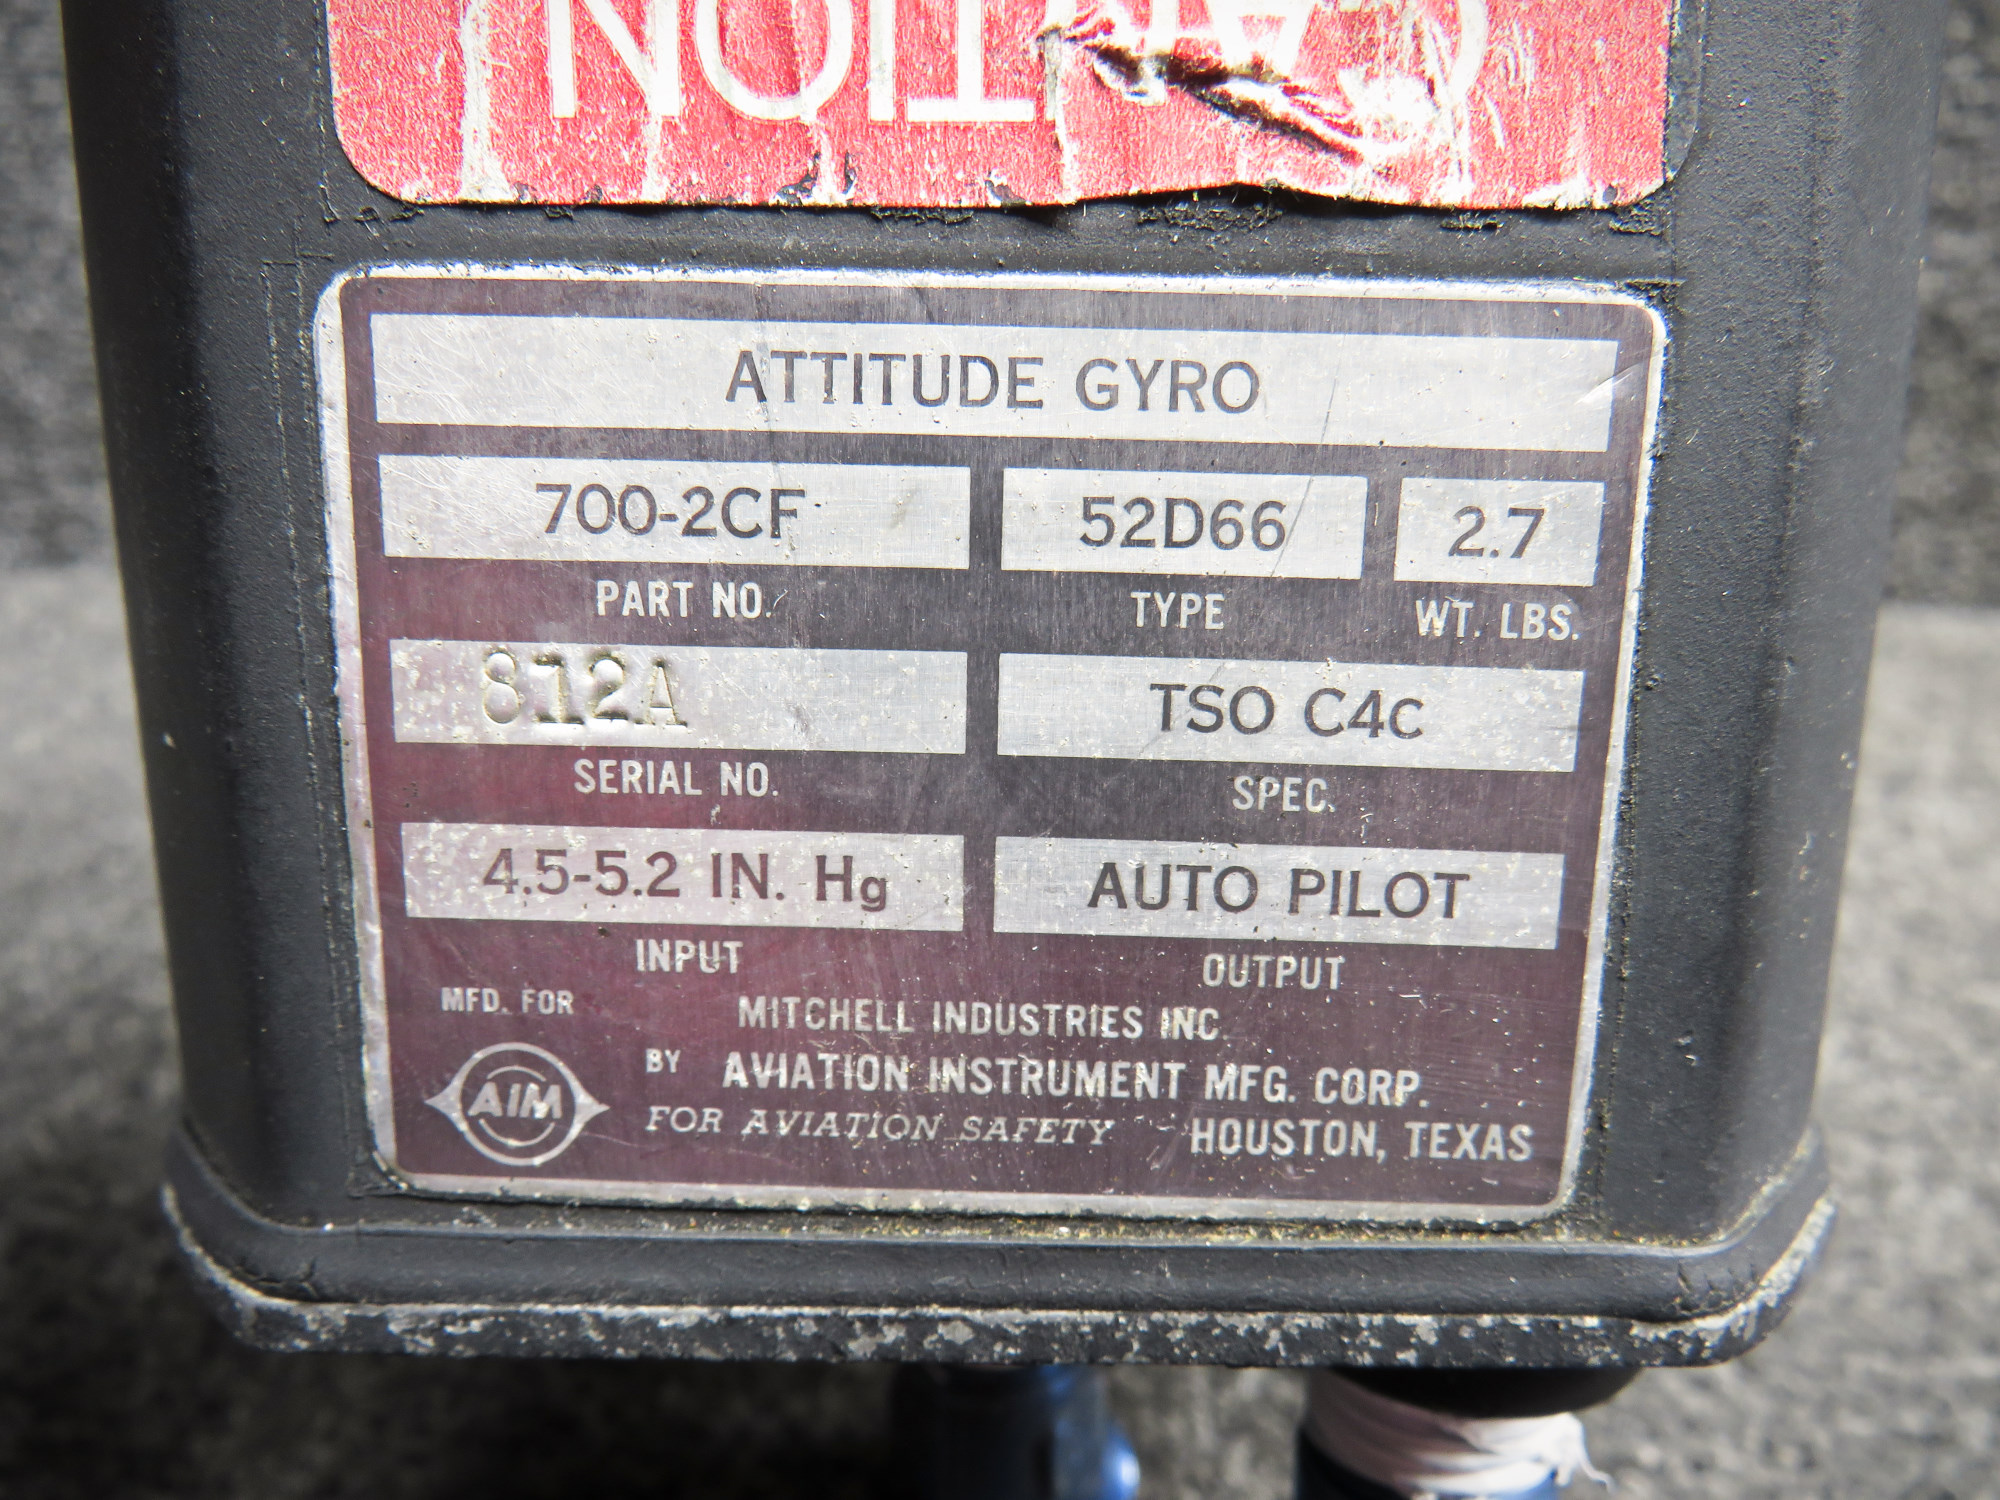 CAUTION
ATTITUDE GYRO
700-2CF 52D66 2.7
PART NO. TYPE WT. LBS.
812A TSO C4c
SERIAL NO. SPEC.
4.5-5.2 IN. Hg AUTO PILOT
INPUT OUTPUT
MFD. FOR MITCHELL INDUSTRIES INC.
BY AVIATION INSTRUMENT MFG. CORP.
AIM FOR AVIATION SAFETY HOUSTON, TEXAS